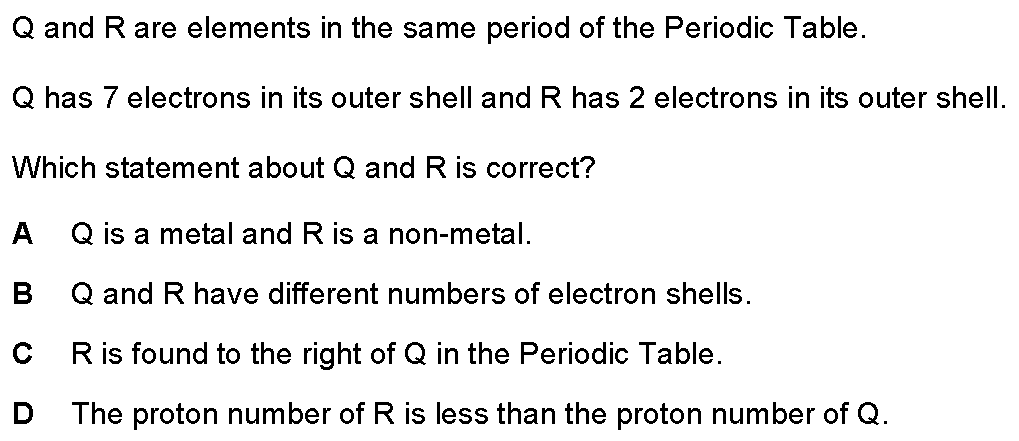 Q and R are elements in the same period of the Periodic Table.
Q has 7 electrons in its outer shell and R has 2 electrons in its outer shell.
Which statement about Q and R is correct?
A Q is a metal and R is a non-metal.
B Q and R have different numbers of electron shells.
C R is found to the right of Q in the Periodic Table.
D The proton number of R is less than the proton number of Q.